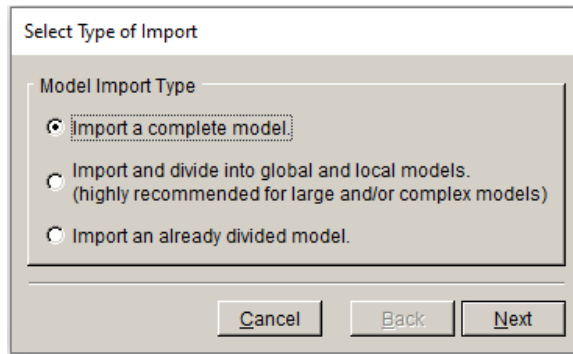 Select Type of Import
Model Import Type
Import a complete model.
Import and divide into global and local models.
(highly recommended for large and/or complex models)
Import an already divided model.
Cancel Back Next